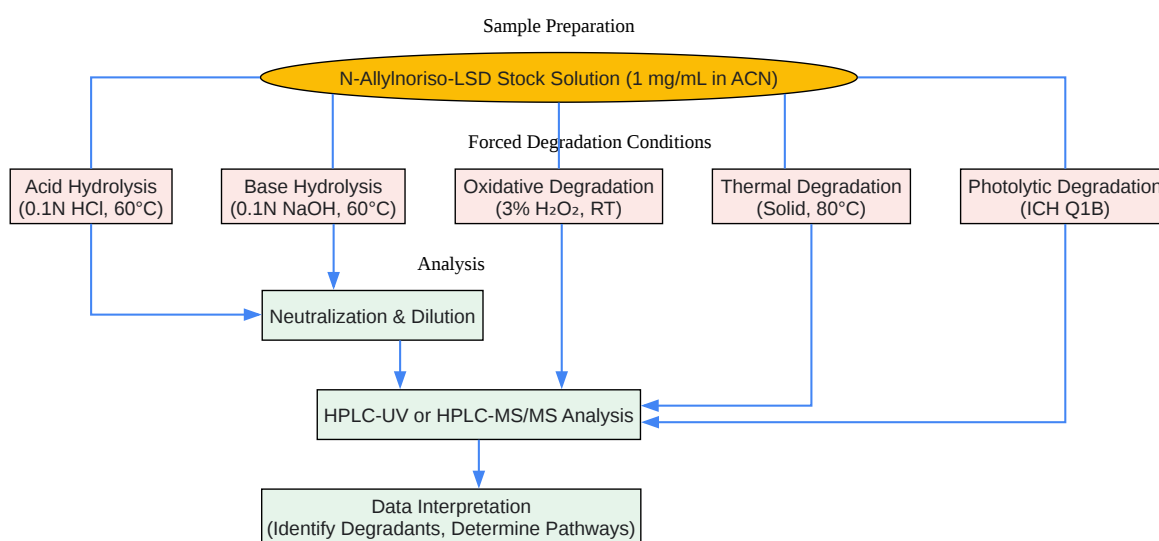 Sample Preparation
N-Allylnoriso-LSD Stock Solution (1 mg/mL in ACN)
Forced Degradation Conditions
Acid Hydrolysis
(0.1N HCl, 60°C)
Base Hydrolysis
(0.1N NaOH, 60°C)
Oxidative Degradation
(3% H₂O₂, RT)
Thermal Degradation
(Solid, 80°C)
Photolytic Degradation
(ICH Q1B)
Analysis
Neutralization & Dilution
HPLC-UV or HPLC-MS/MS Analysis
Data Interpretation
(Identify Degradants, Determine Pathways)